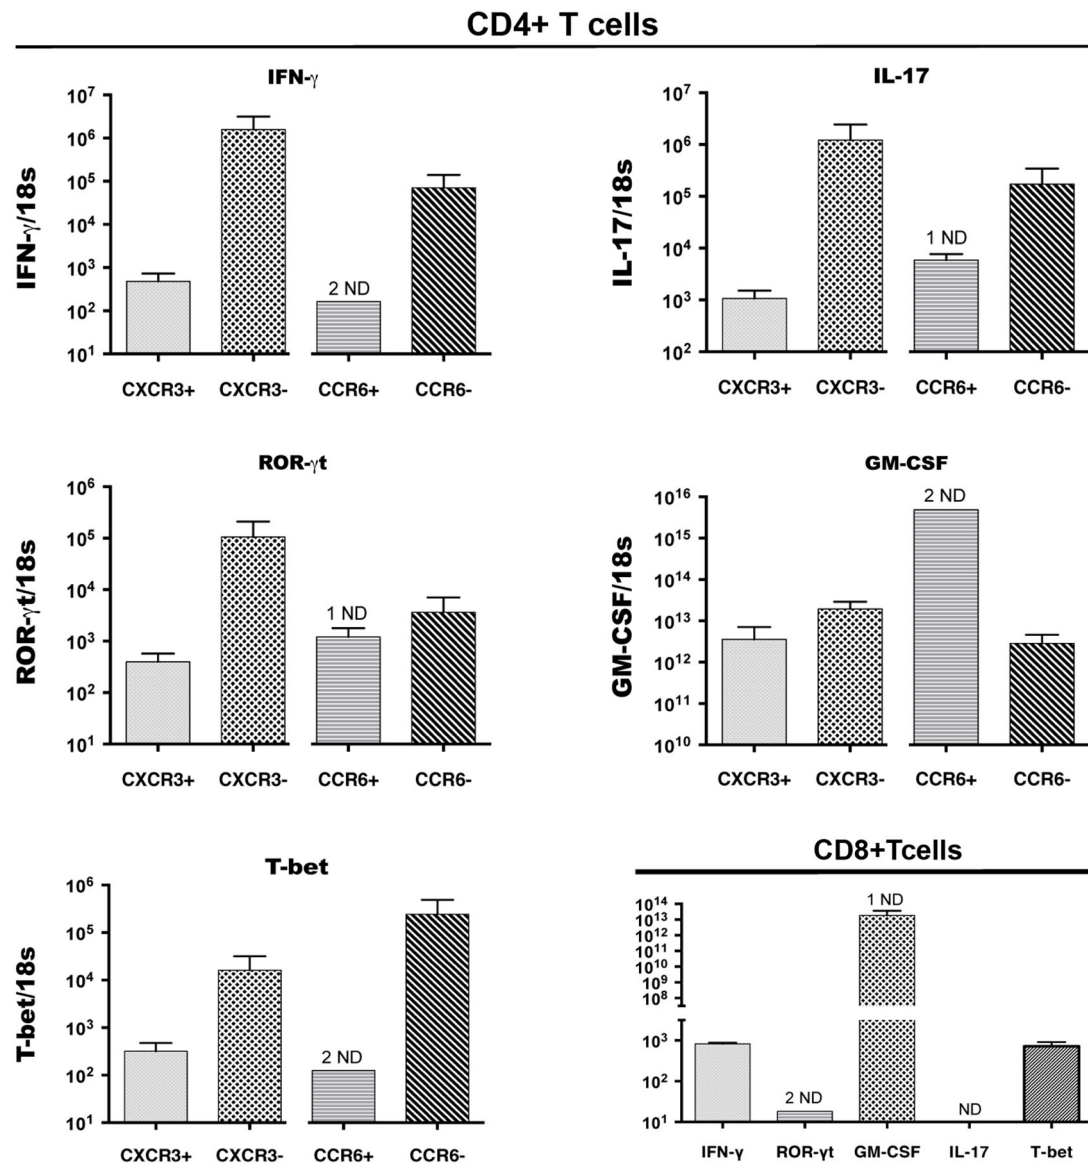 CD4+ T cells
IFN-γ
IFN-γ/18s
10⁷
10⁶
10⁵
10⁴
10³
10²
10¹
2 ND
CXCR3+ CXCR3- CCR6+ CCR6-
IL-17
IL-17/18s
10⁷
10⁶
10⁵
10⁴
10³
10²
1 ND
CXCR3+ CXCR3- CCR6+ CCR6-
ROR-γt
ROR-γt/18s
10⁶
10⁵
10⁴
10³
10²
10¹
1 ND
CXCR3+ CXCR3- CCR6+ CCR6-
GM-CSF
GM-CSF/18s
10¹⁶
10¹⁵
10¹⁴
10¹³
10¹²
10¹¹
10¹⁰
2 ND
CXCR3+ CXCR3- CCR6+ CCR6-
T-bet
T-bet/18s
10⁶
10⁵
10⁴
10³
10²
10¹
2 ND
CXCR3+ CXCR3- CCR6+ CCR6-
CD8+Tcells
10¹⁴
10¹³
10¹²
10¹¹
10¹⁰
10⁹
10⁸
10³
10²
10¹
1 ND
2 ND
ND
IFN-γ ROR-γt GM-CSF IL-17 T-bet